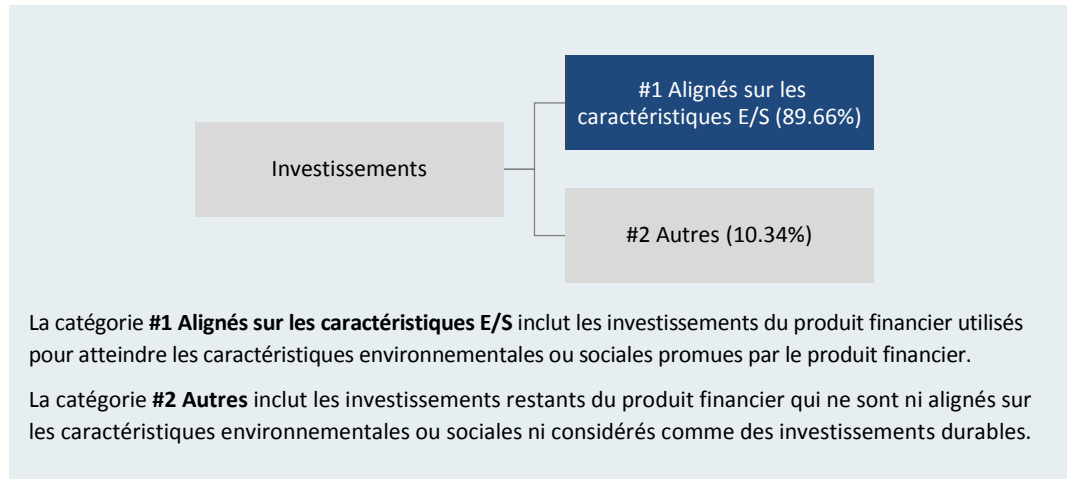 #1 Alignés sur les
caractéristiques E/S (89.66%)
Investissements
#2 Autres (10.34%)
La catégorie #1 Alignés sur les caractéristiques E/S inclut les investissements du produit financier utilisés
pour atteindre les caractéristiques environnementales ou sociales promues par le produit financier.
La catégorie #2 Autres inclut les investissements restants du produit financier qui ne sont ni alignés sur
les caractéristiques environnementales ou sociales ni considérés comme des investissements durables.